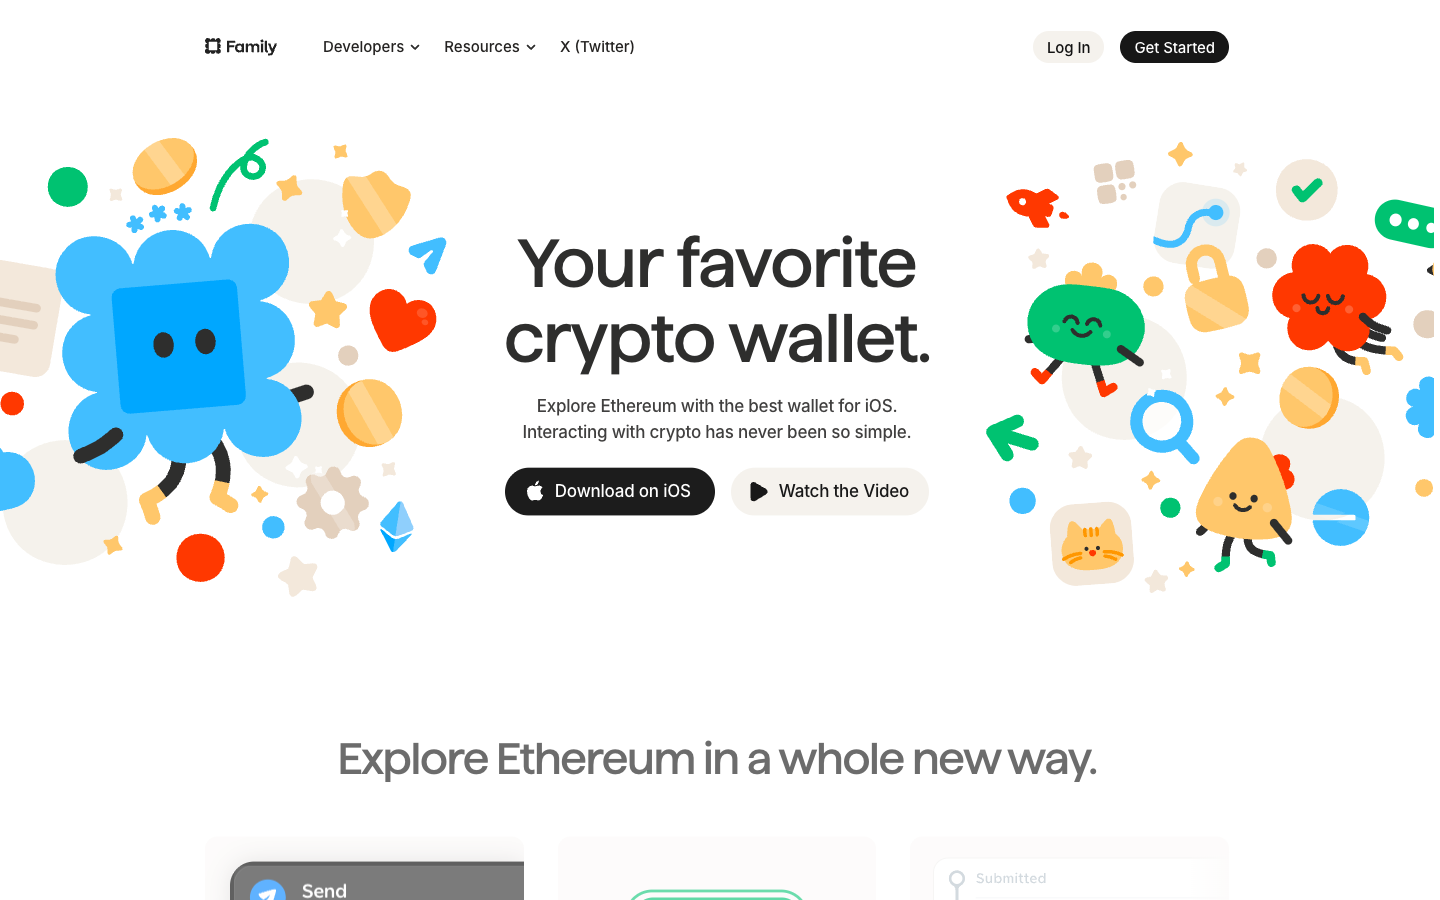 Family
Developers
Resources
X (Twitter)
Log In
Get Started
Your favorite
crypto wallet.
Explore Ethereum with the best wallet for iOS.
Interacting with crypto has never been so simple.
Download on iOS
Watch the Video
Explore Ethereum in a whole new way.
Send
Submitted